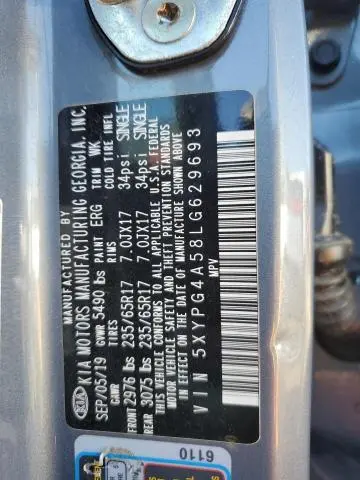 MANUFACTURED BY
KIA KIA MOTORS MANUFACTURING GEORGIA, INC.
SEP/05/19 GVWR 5490 lbs PAINT ERG TRIM WK
GAWR TIRES RIMS COLD TIRE INFL
FRONT 2976 lbs 235/65R17 7.0JX17 34psi SINGLE
REAR 3075 lbs 235/65R17 7.0JX17 34psi SINGLE
THIS VEHICLE CONFORMS TO ALL APPLICABLE U.S.A. FEDERAL
MOTOR VEHICLE SAFETY AND THEFT PREVENTION STANDARDS
IN EFFECT ON THE DATE OF MANUFACTURE SHOWN ABOVE
VIN 5XYPG4A58LG629693
MPV
6110